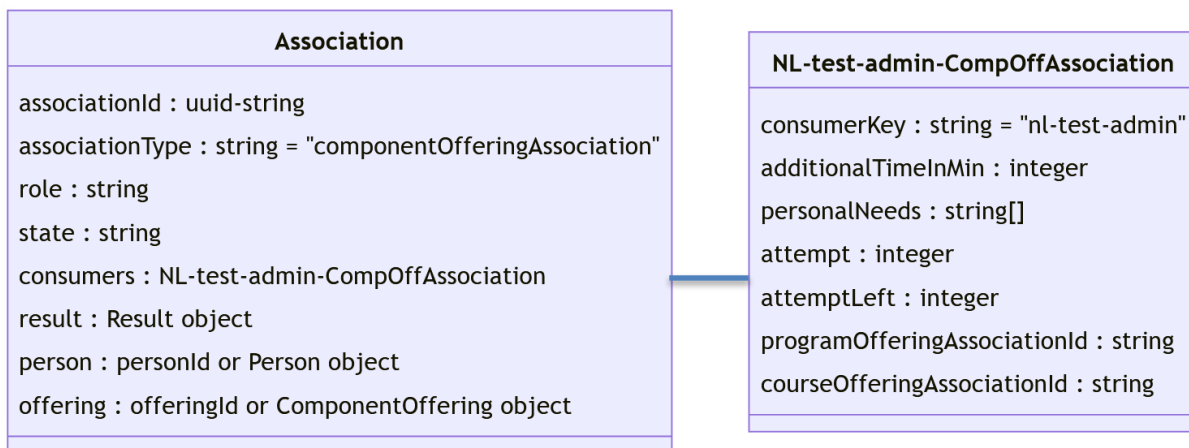 Association
associationId : uuid-string
associationType : string = "componentOfferingAssociation"
role : string
state : string
consumers : NL-test-admin-CompOffAssociation
result : Result object
person : personId or Person object
offering : offeringId or ComponentOffering object
NL-test-admin-CompOffAssociation
consumerKey : string = "nl-test-admin"
additionalTimeInMin : integer
personalNeeds : string[]
attempt : integer
attemptLeft : integer
programOfferingAssociationId : string
courseOfferingAssociationId : string